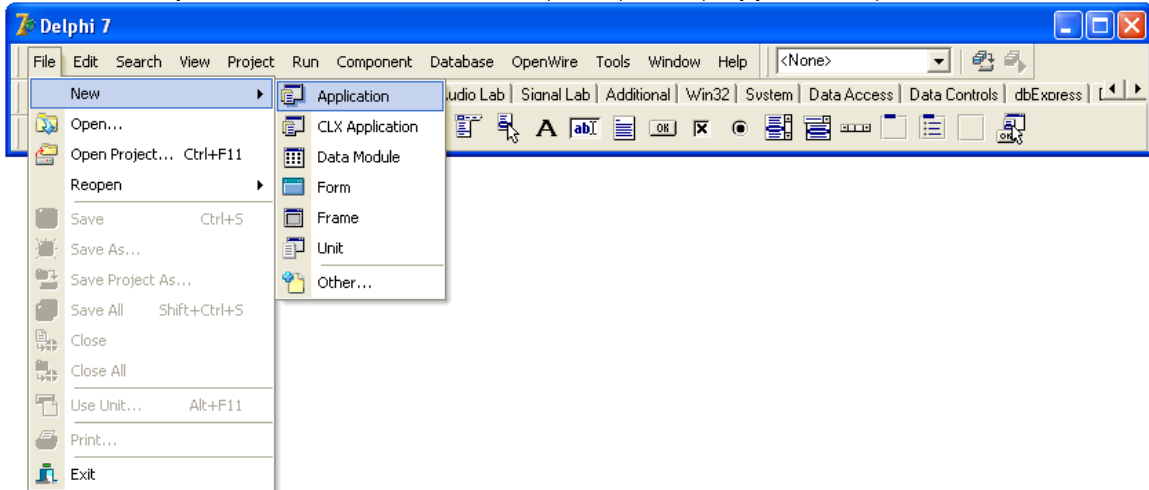 Delphi 7
File Edit Search View Project Run Component Database OpenWire Tools Window Help <None>
New Application udio Lab Signal Lab Additional Win32 System Data Access Data Controls dbExpress
Open... CLX Application
Open Project... Ctrl+F11 Data Module
Reopen Form
Save Ctrl+S Frame
Save As... Unit
Save Project As... Other...
Save All Shift+Ctrl+S
Close
Close All
Use Unit... Alt+F11
Print...
Exit